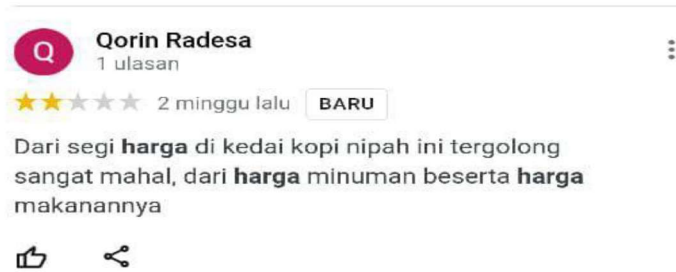 Q
Qorin Radesa
1 ulasan
2 minggu lalu BARU
Dari segi harga di kedai kopi nipah ini tergolong
sangat mahal, dari harga minuman beserta harga
makanannya